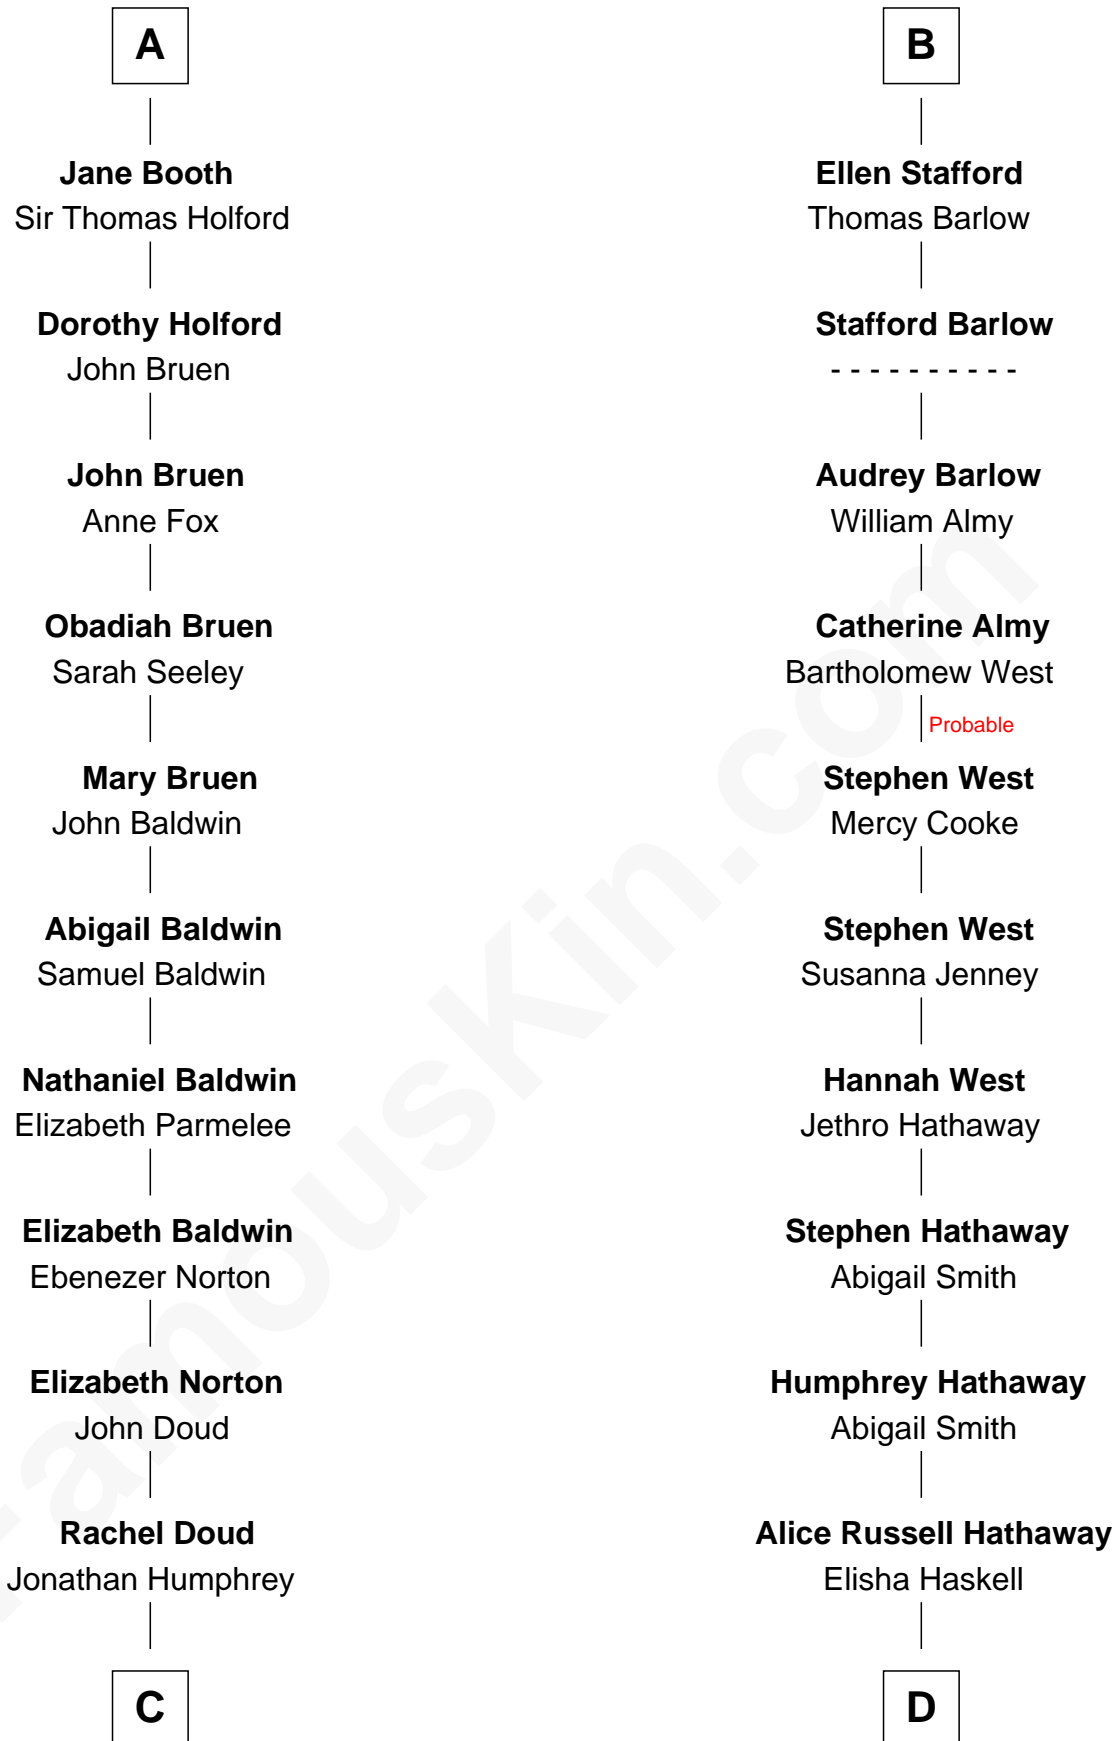 A
Jane Booth
Sir Thomas Holford
Dorothy Holford
John Bruen
John Bruen
Anne Fox
Obadiah Bruen
Sarah Seeley
Mary Bruen
John Baldwin
Abigail Baldwin
Samuel Baldwin
Nathaniel Baldwin
Elizabeth Parmelee
Elizabeth Baldwin
Ebenezer Norton
Elizabeth Norton
John Doud
Rachel Doud
Jonathan Humphrey
C
B
Ellen Stafford
Thomas Barlow
Stafford Barlow
- - - - - - - - - -
Audrey Barlow
William Almy
Catherine Almy
Bartholomew West
Probable
Stephen West
Mercy Cooke
Stephen West
Susanna Jenney
Hannah West
Jethro Hathaway
Stephen Hathaway
Abigail Smith
Humphrey Hathaway
Abigail Smith
Alice Russell Hathaway
Elisha Haskell
D
FamousKin.com